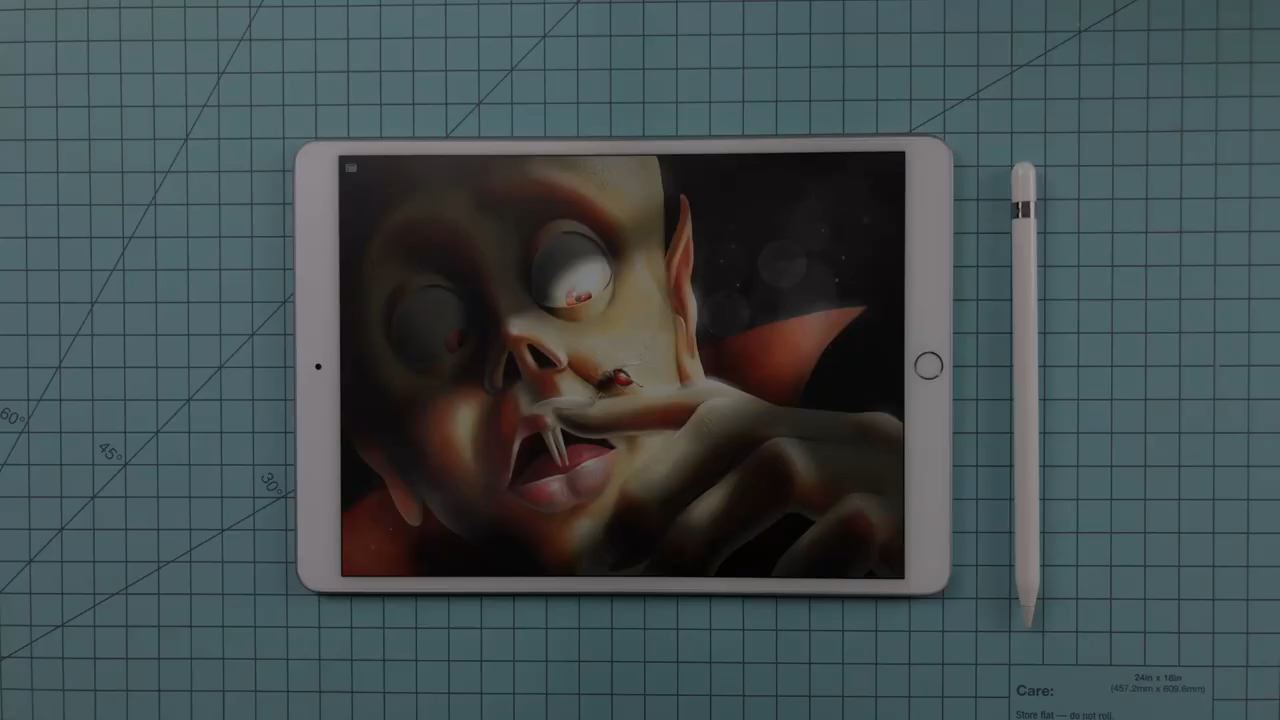 60°
45°
30°
24in x 18in
Care:
(457.2mm x 609.6mm)
Store flat — do not roll.